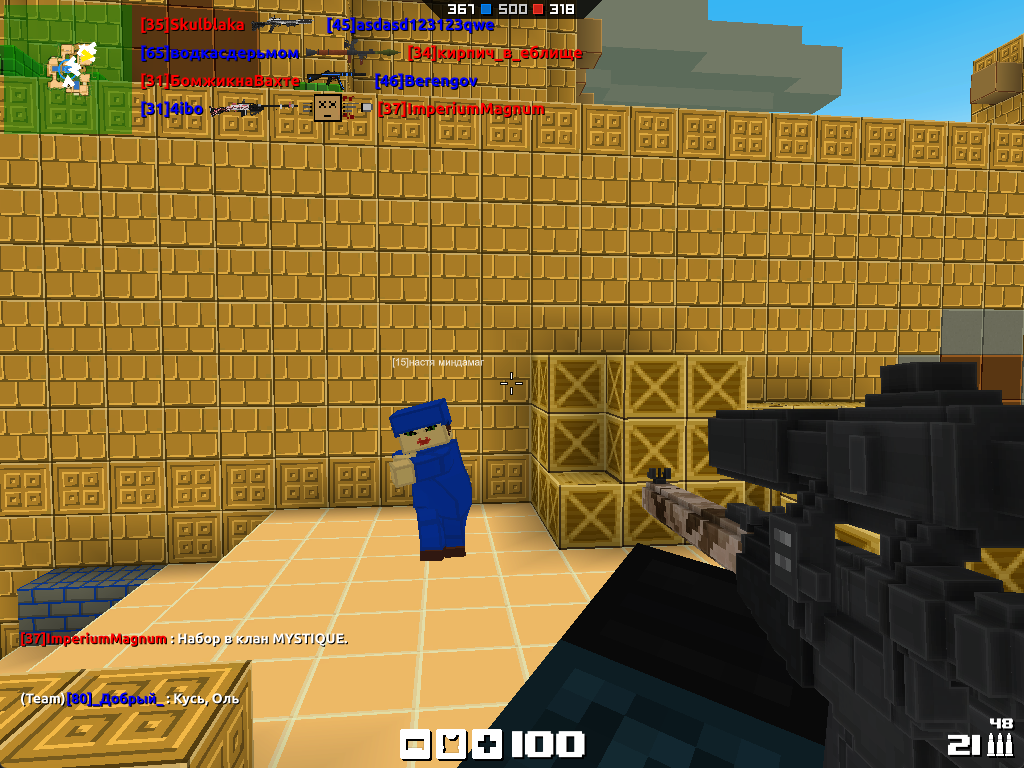 367 500 318
[35]Skulblaka [45]asdasd123123qwe
[65]водкасдерьмом [34]кирпич_в_еблище
[31]БомжикнаВахте [46]Berengov
[31]4ibo [37]ImperiumMagnum
[15]настя миндамаг
[37]ImperiumMagnum : Набор в клан MYSTIQUE.
(Team)[80]_Добрый_ : Кусь, Оль
100
48
21